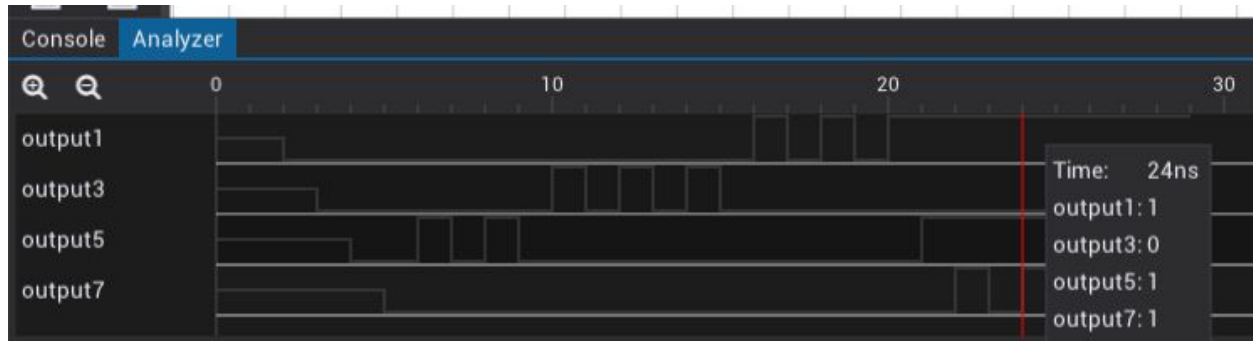 Console Analyzer
0 10 20 30
output1
output3
output5
output7
Time: 24ns
output1: 1
output3: 0
output5: 1
output7: 1